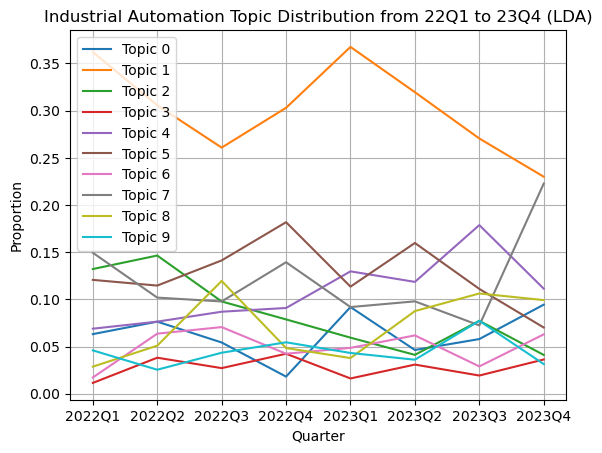 Industrial Automation Topic Distribution from 22Q1 to 23Q4 (LDA)
Topic 0
Topic 1
Topic 2
Topic 3
Topic 4
Topic 5
Topic 6
Topic 7
Topic 8
Topic 9
0.35
0.30
0.25
0.20
0.15
0.10
0.05
0.00
Proportion
2022Q1 2022Q2 2022Q3 2022Q4 2023Q1 2023Q2 2023Q3 2023Q4
Quarter